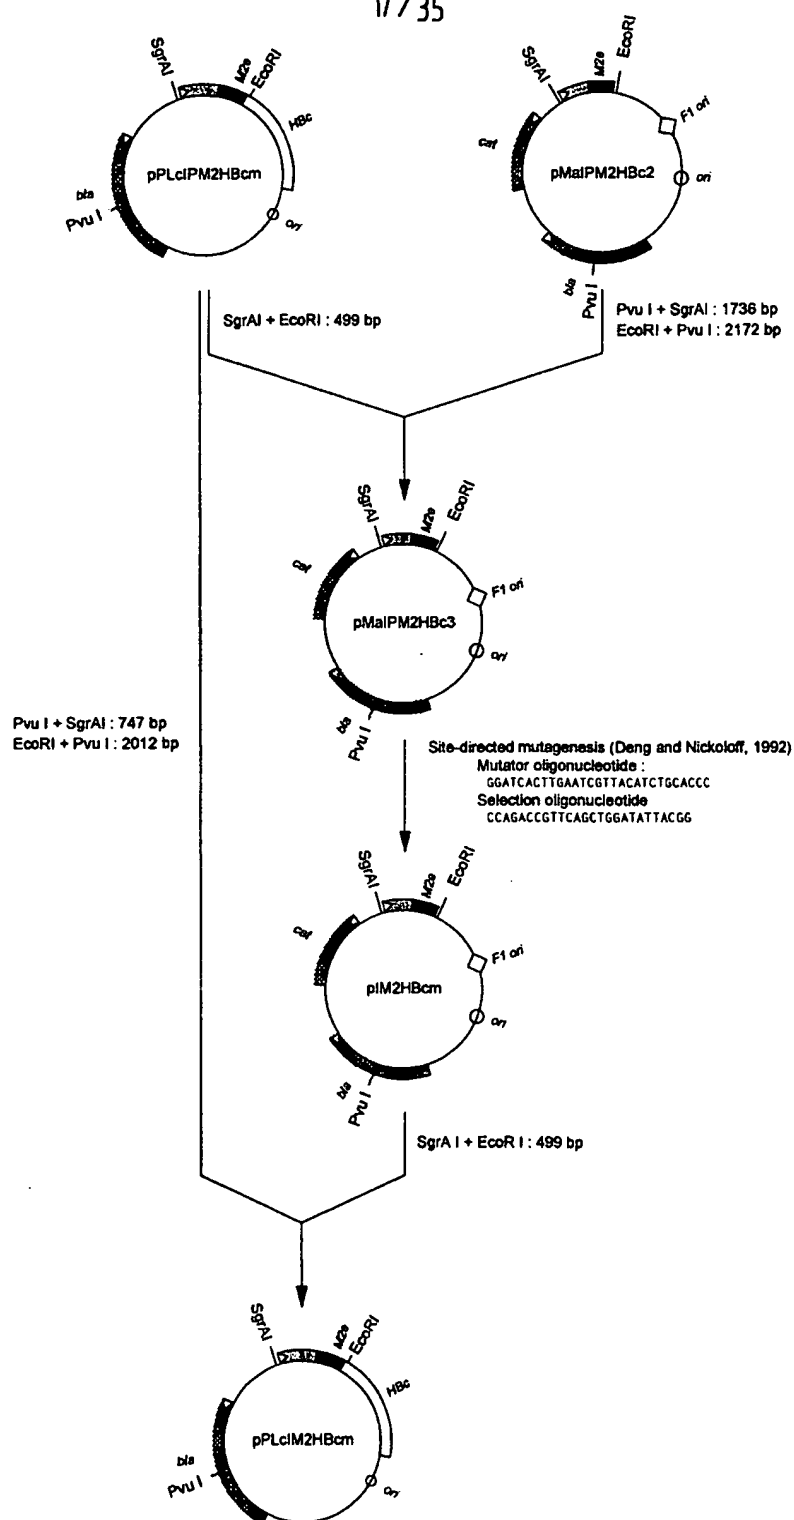 17/35
SgrAI
M2e
EcoRI
HBc
pPLcIPM2HBcm
bla
Pvu I
ori
SgrAI
M2e
EcoRI
F1 ori
cat
pMalPM2HBc2
ori
bla
Pvu I
SgrAI + EcoRI : 499 bp
Pvu I + SgrAI : 1736 bp
EcoRI + Pvu I : 2172 bp
SgrAI
M2e
EcoRI
cat
F1 ori
pMalPM2HBc3
ori
bla
Pvu I
Pvu I + SgrAI : 747 bp
EcoRI + Pvu I : 2012 bp
Site-directed mutagenesis (Deng and Nickoloff, 1992)
Mutator oligonucleotide :
GGATCACTTGAATCGTTACATCTGCACCC
Selection oligonucleotide
CCAGACCGTTCAGCTGGATATTACGG
SgrAI
M2e
EcoRI
cat
F1 ori
pIM2HBcm
ori
bla
Pvu I
SgrA I + EcoR I : 499 bp
SgrAI
M2e
EcoRI
HBc
pPLcIM2HBcm
bla
Pvu I
ori